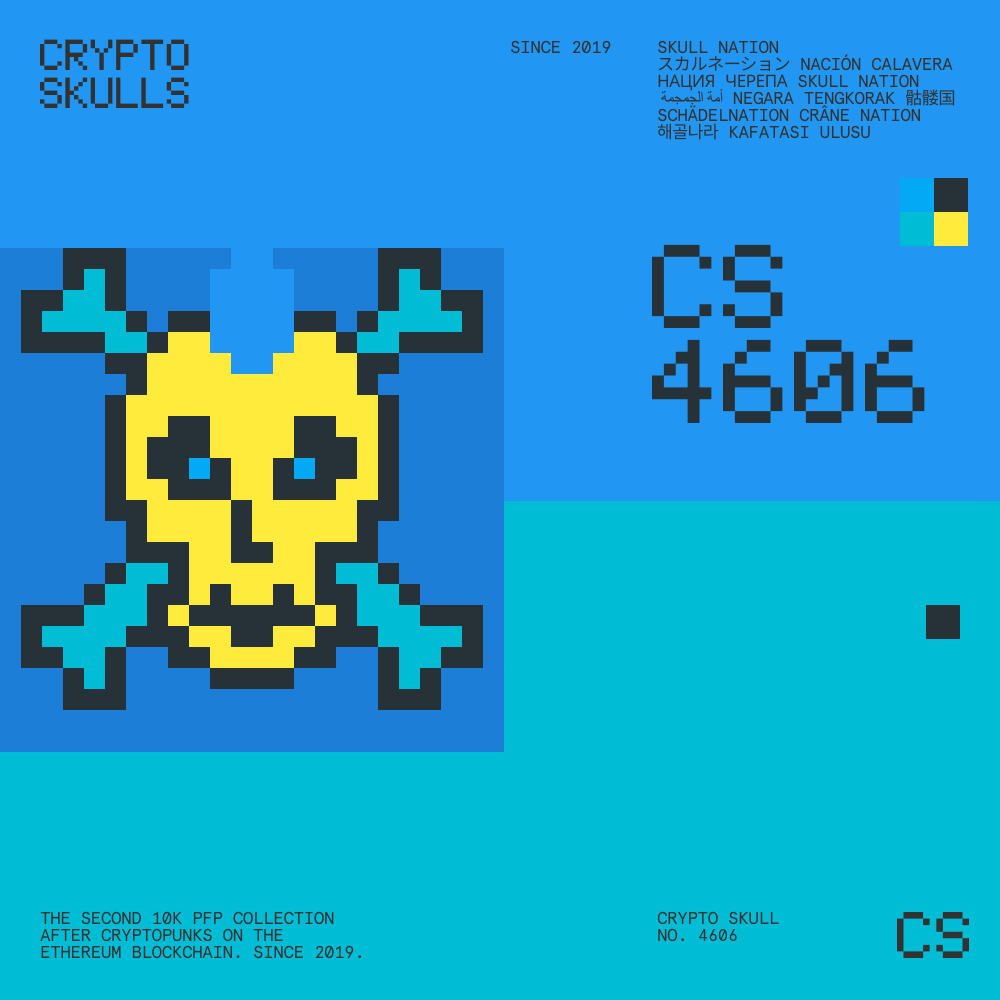 CRYPTO
SKULLS
SINCE 2019
SKULL NATION
スカルネーション NACIÓN CALAVERA
НАЦИЯ ЧЕРЕПА SKULL NATION
أمة الجمجمة NEGARA TENGKORAK 骷髅国
SCHÄDELNATION CRÂNE NATION
해골나라 KAFATASI ULUSU
CS
4606
THE SECOND 10K PFP COLLECTION
AFTER CRYPTOPUNKS ON THE
ETHEREUM BLOCKCHAIN. SINCE 2019.
CRYPTO SKULL
NO. 4606
CS